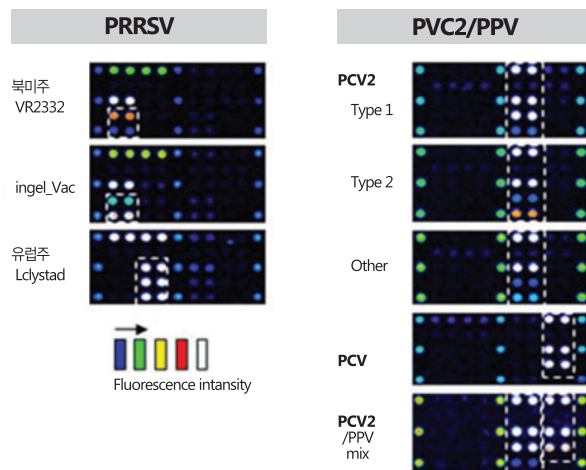 PRRSV
북미주
VR2332
ingel_Vac
유럽주
Lclystad
Fluorescence intansity
PVC2/PPV
PCV2
Type 1
Type 2
Other
PCV
PCV2
/PPV
mix